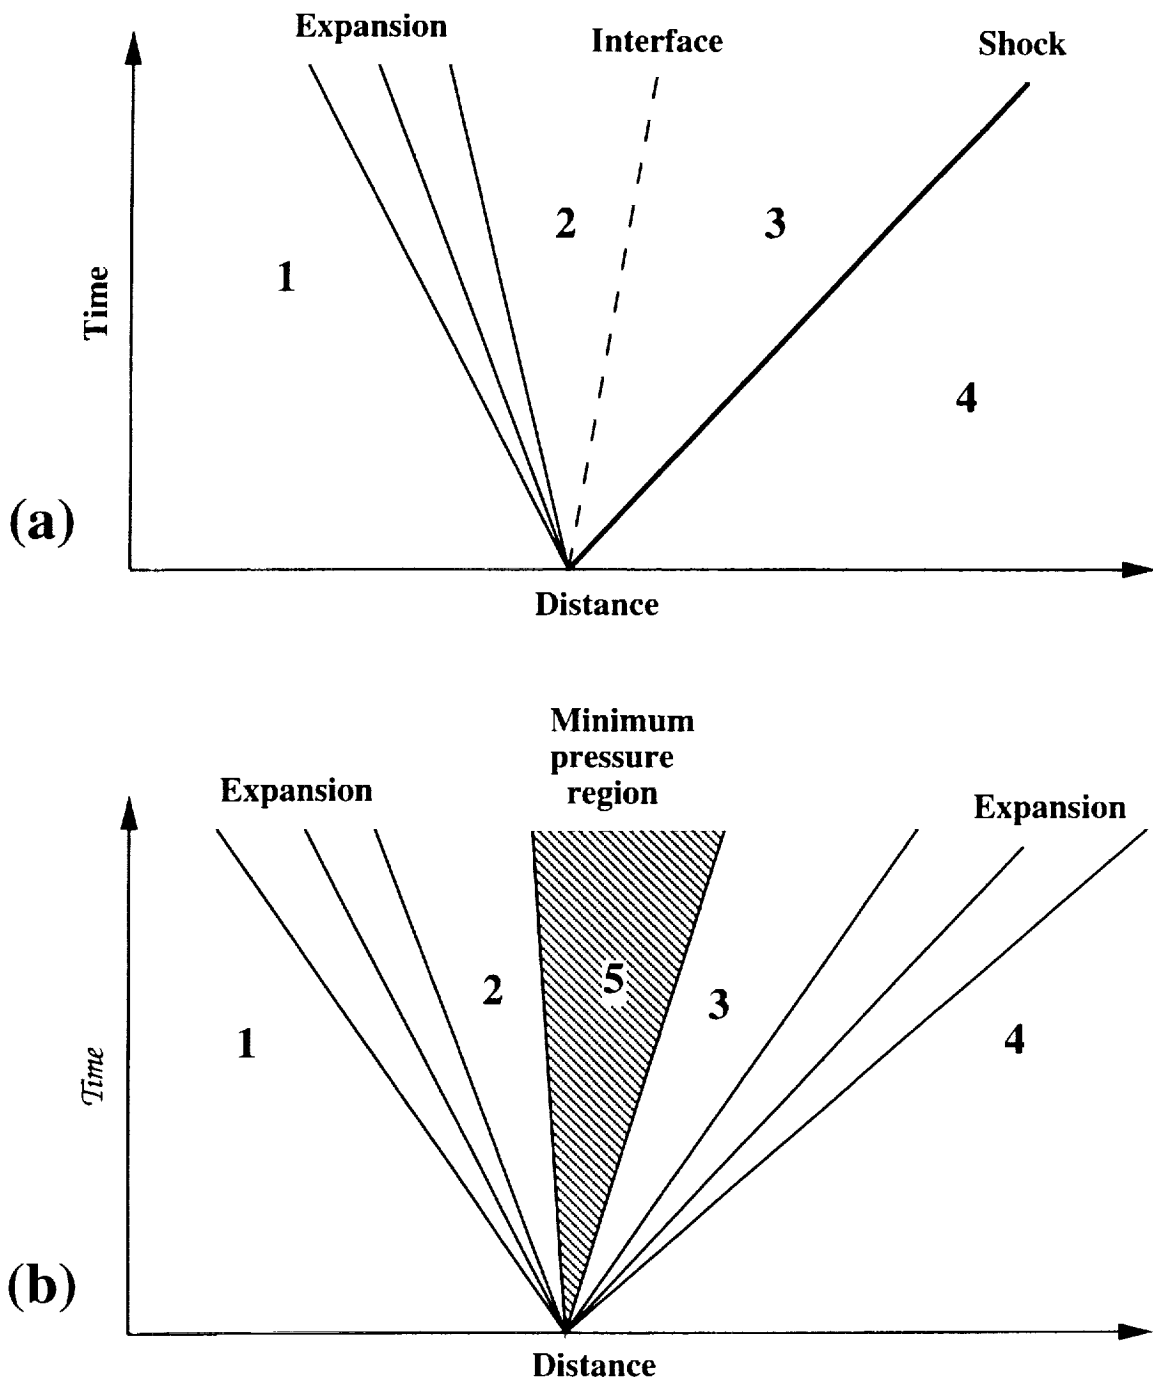 Expansion
Interface
Shock
2
3
1
Time
4
(a)
Distance
Minimum
pressure
region
Expansion
Expansion
5
2
3
1
4
Time
(b)
Distance